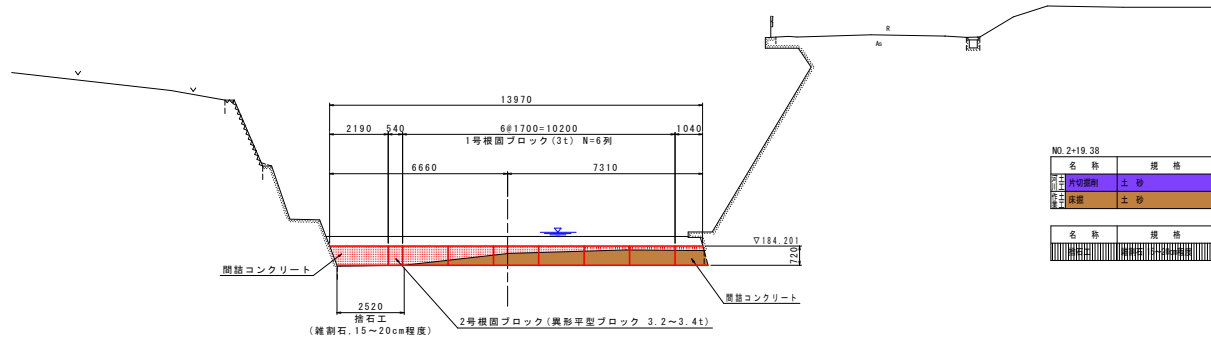 R
As
13970
2190 540 6@1700=10200 1040
1号根固ブロック(3t) N=6列
6660 7310
▽184.201
720
間詰コンクリート
間詰コンクリート
2520
捨石工
(雑割石,15～20cm程度)
2号根固ブロック(異形平型ブロック 3.2～3.4t)
NO.2+19.38
名 称 規 格
片切掘削 土 砂
床掘 土 砂
名 称 規 格
捨石工